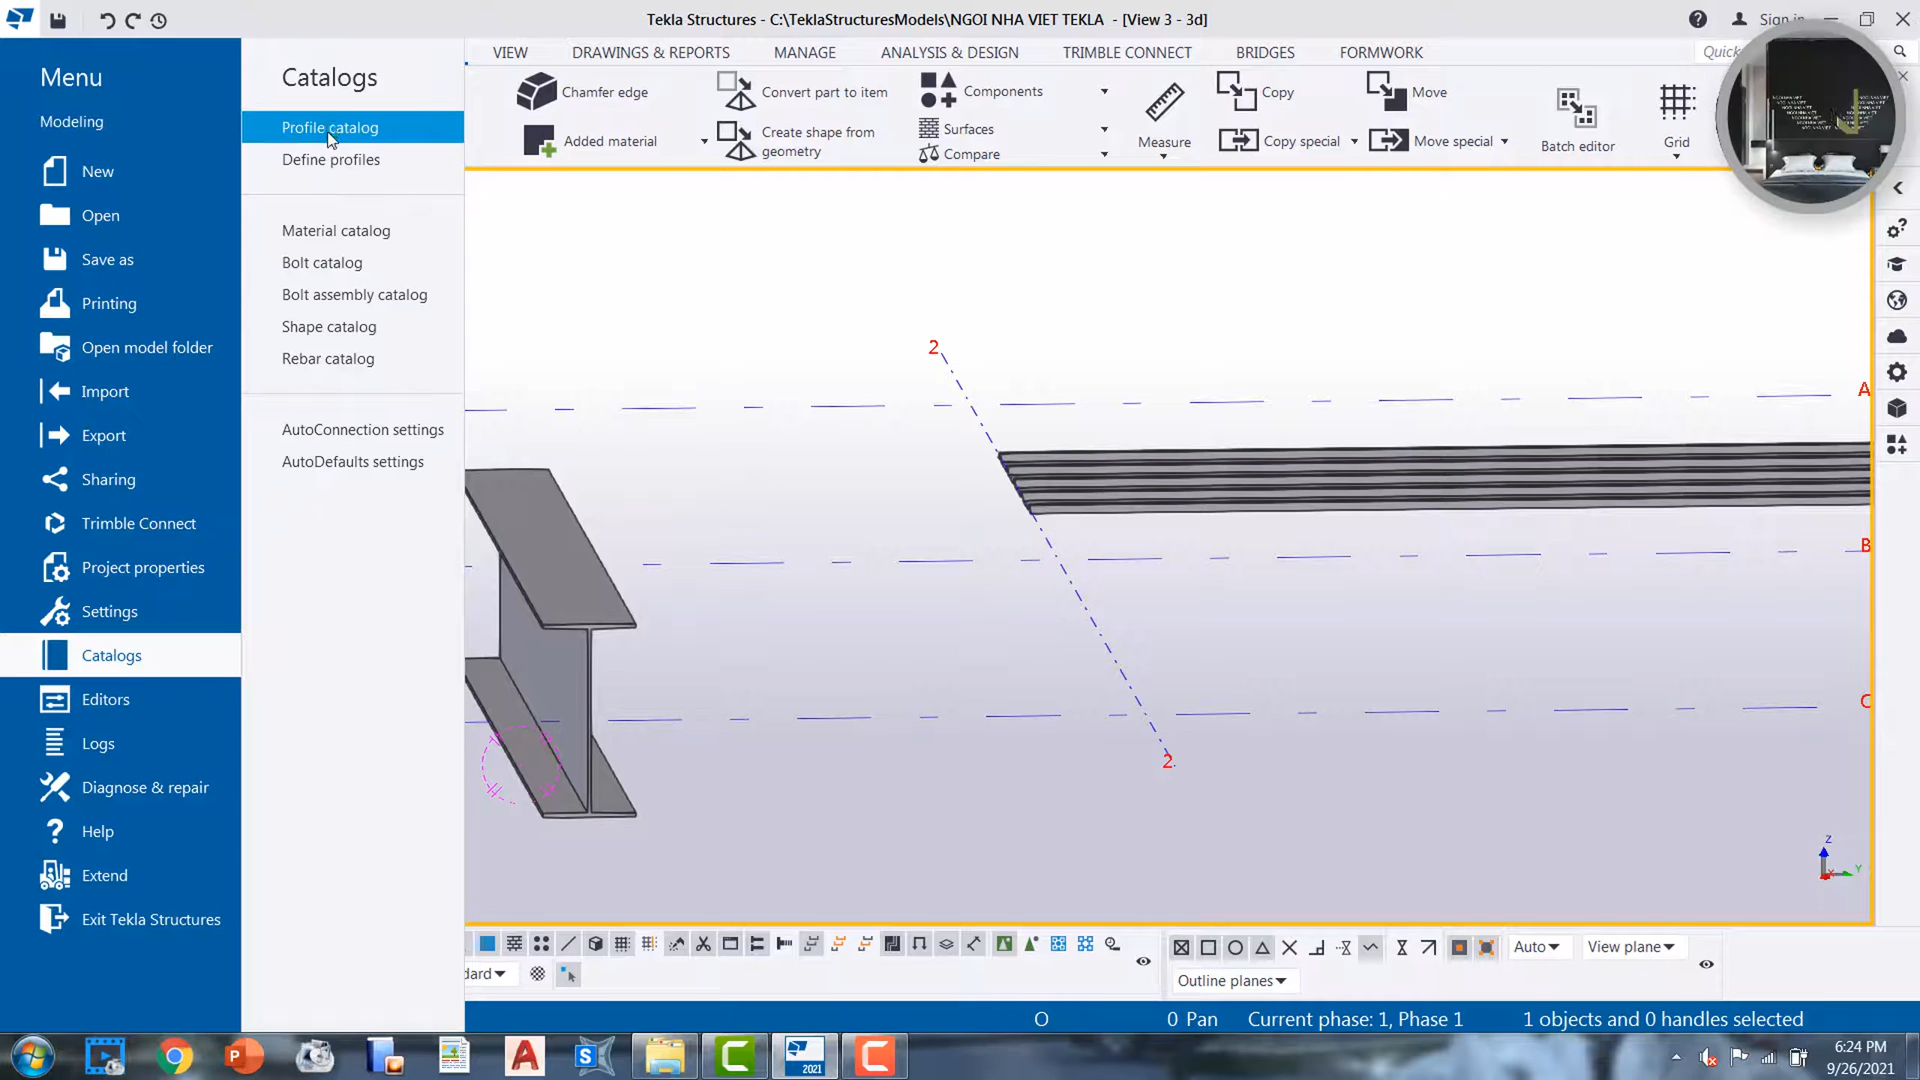 Tekla Structures - C:\TeklaStructuresModels\NGOI NHA VIET TEKLA - [View 3 - 3d]
Sign in
Menu
Modeling
New
Open
Save as
Printing
Open model folder
Import
Export
Sharing
Trimble Connect
Project properties
Settings
Catalogs
Editors
Logs
Diagnose & repair
Help
Extend
Exit Tekla Structures
Catalogs
Profile catalog
Define profiles
Material catalog
Bolt catalog
Bolt assembly catalog
Shape catalog
Rebar catalog
AutoConnection settings
AutoDefaults settings
VIEW DRAWINGS & REPORTS MANAGE ANALYSIS & DESIGN TRIMBLE CONNECT BRIDGES FORMWORK
Quick
Chamfer edge
Added material
Convert part to item
Create shape from geometry
Components
Surfaces
Compare
Measure
Copy
Copy special
Move
Move special
Batch editor
Grid
2
A
B
C
2
Z
Y
dard
Auto
View plane
Outline planes
O
0 Pan
Current phase: 1, Phase 1
1 objects and 0 handles selected
2021
6:24 PM
9/26/2021